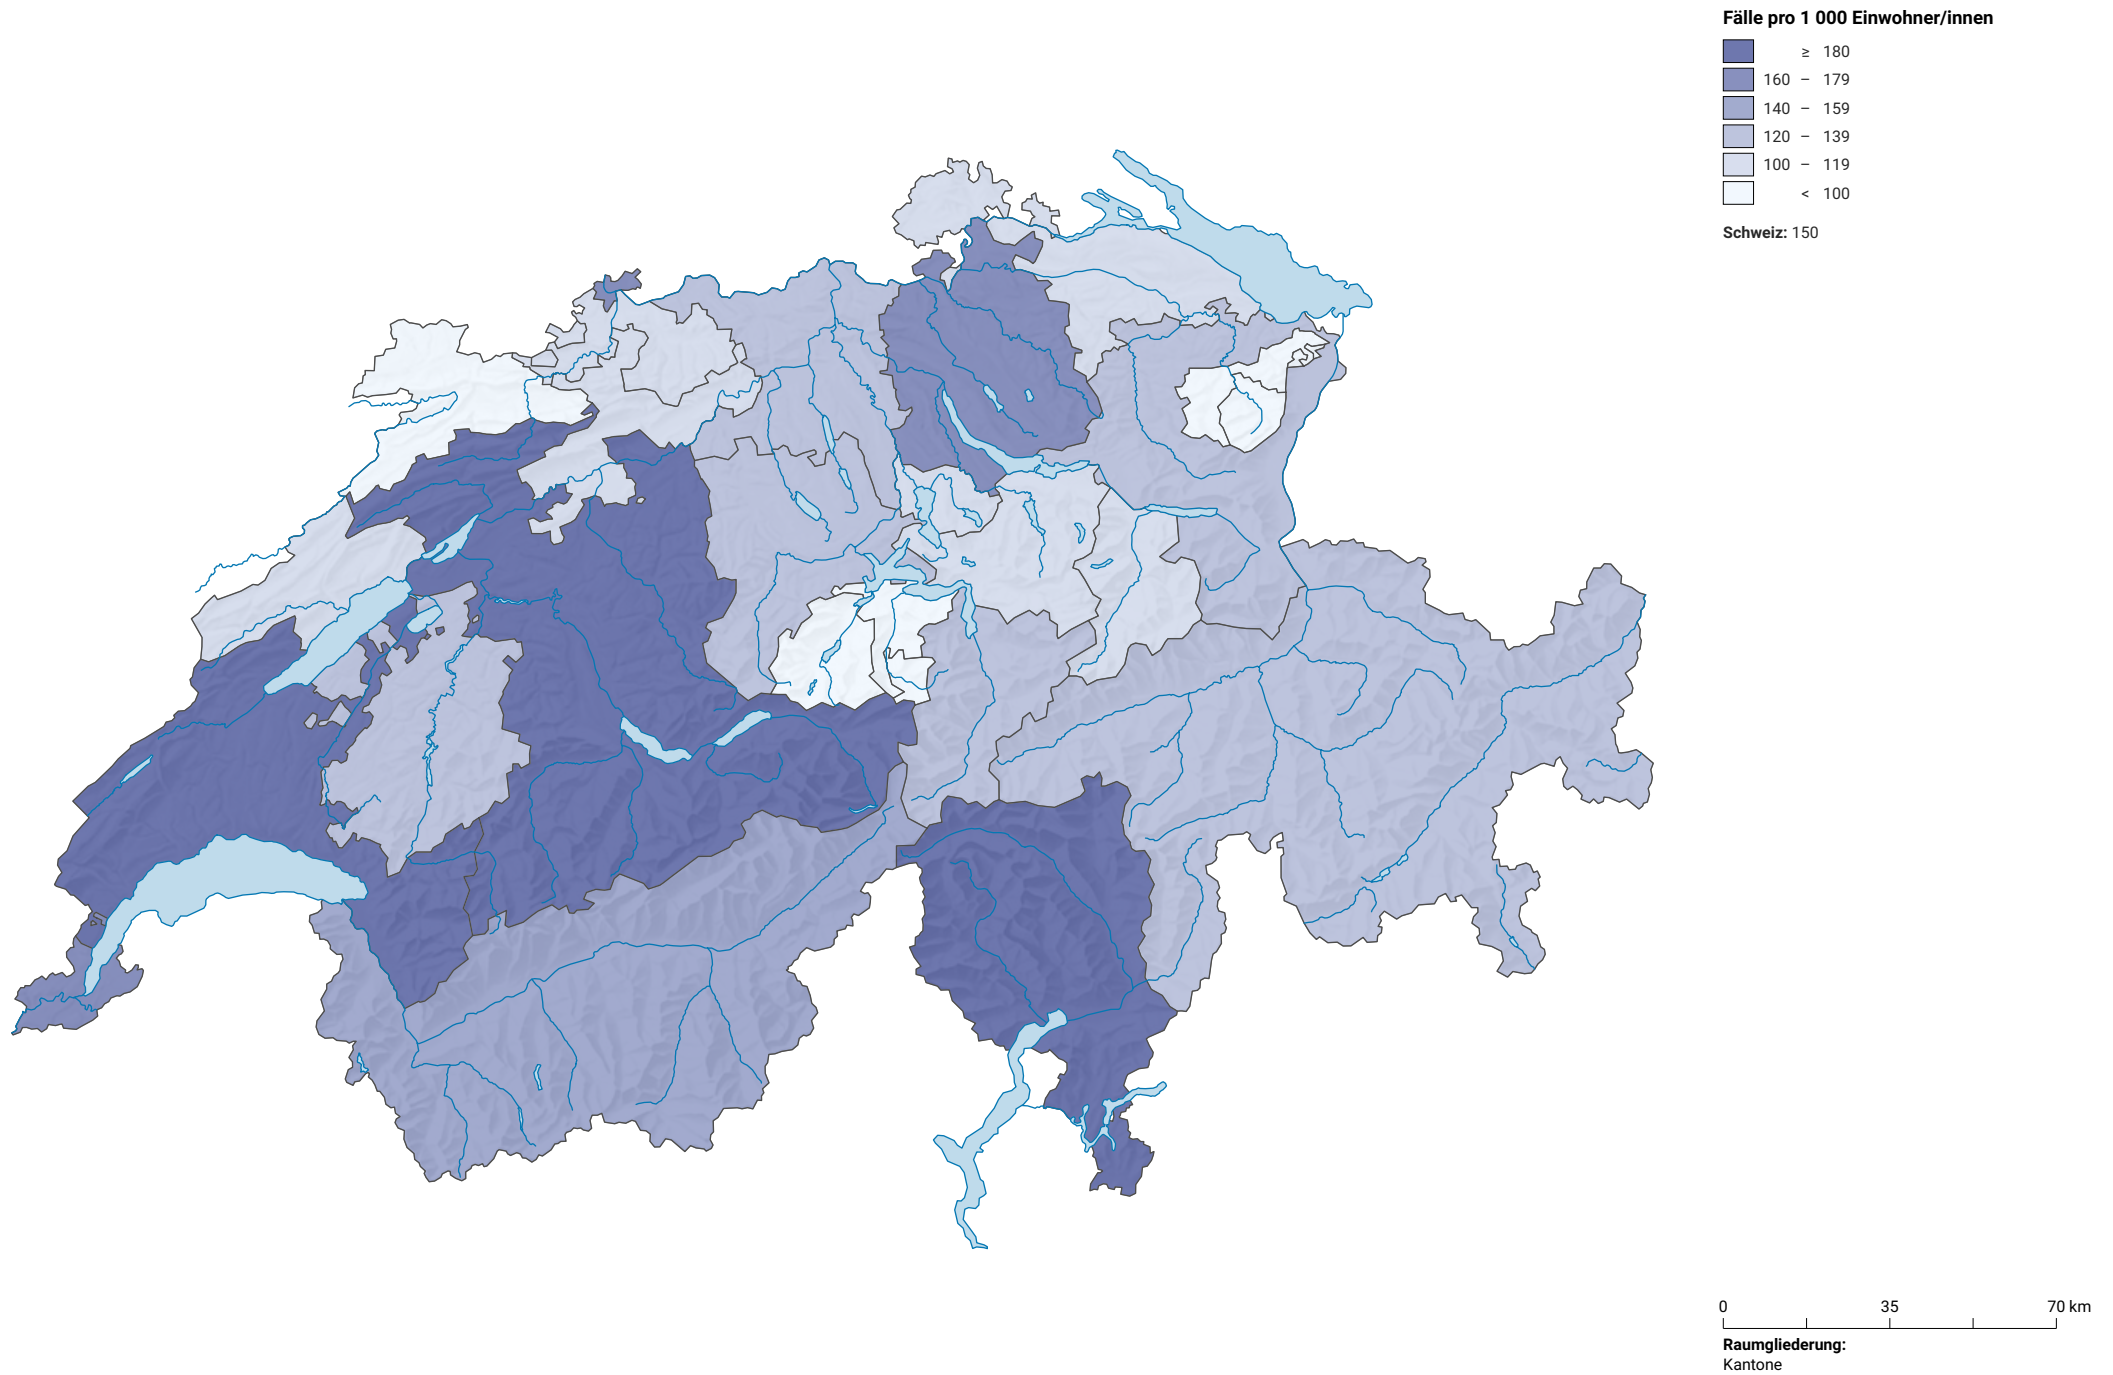 Fälle pro 1 000 Einwohner/innen
≥ 180
160 – 179
140 – 159
120 – 139
100 – 119
< 100
Schweiz: 150
0 35 70 km
Raumgliederung:
Kantone